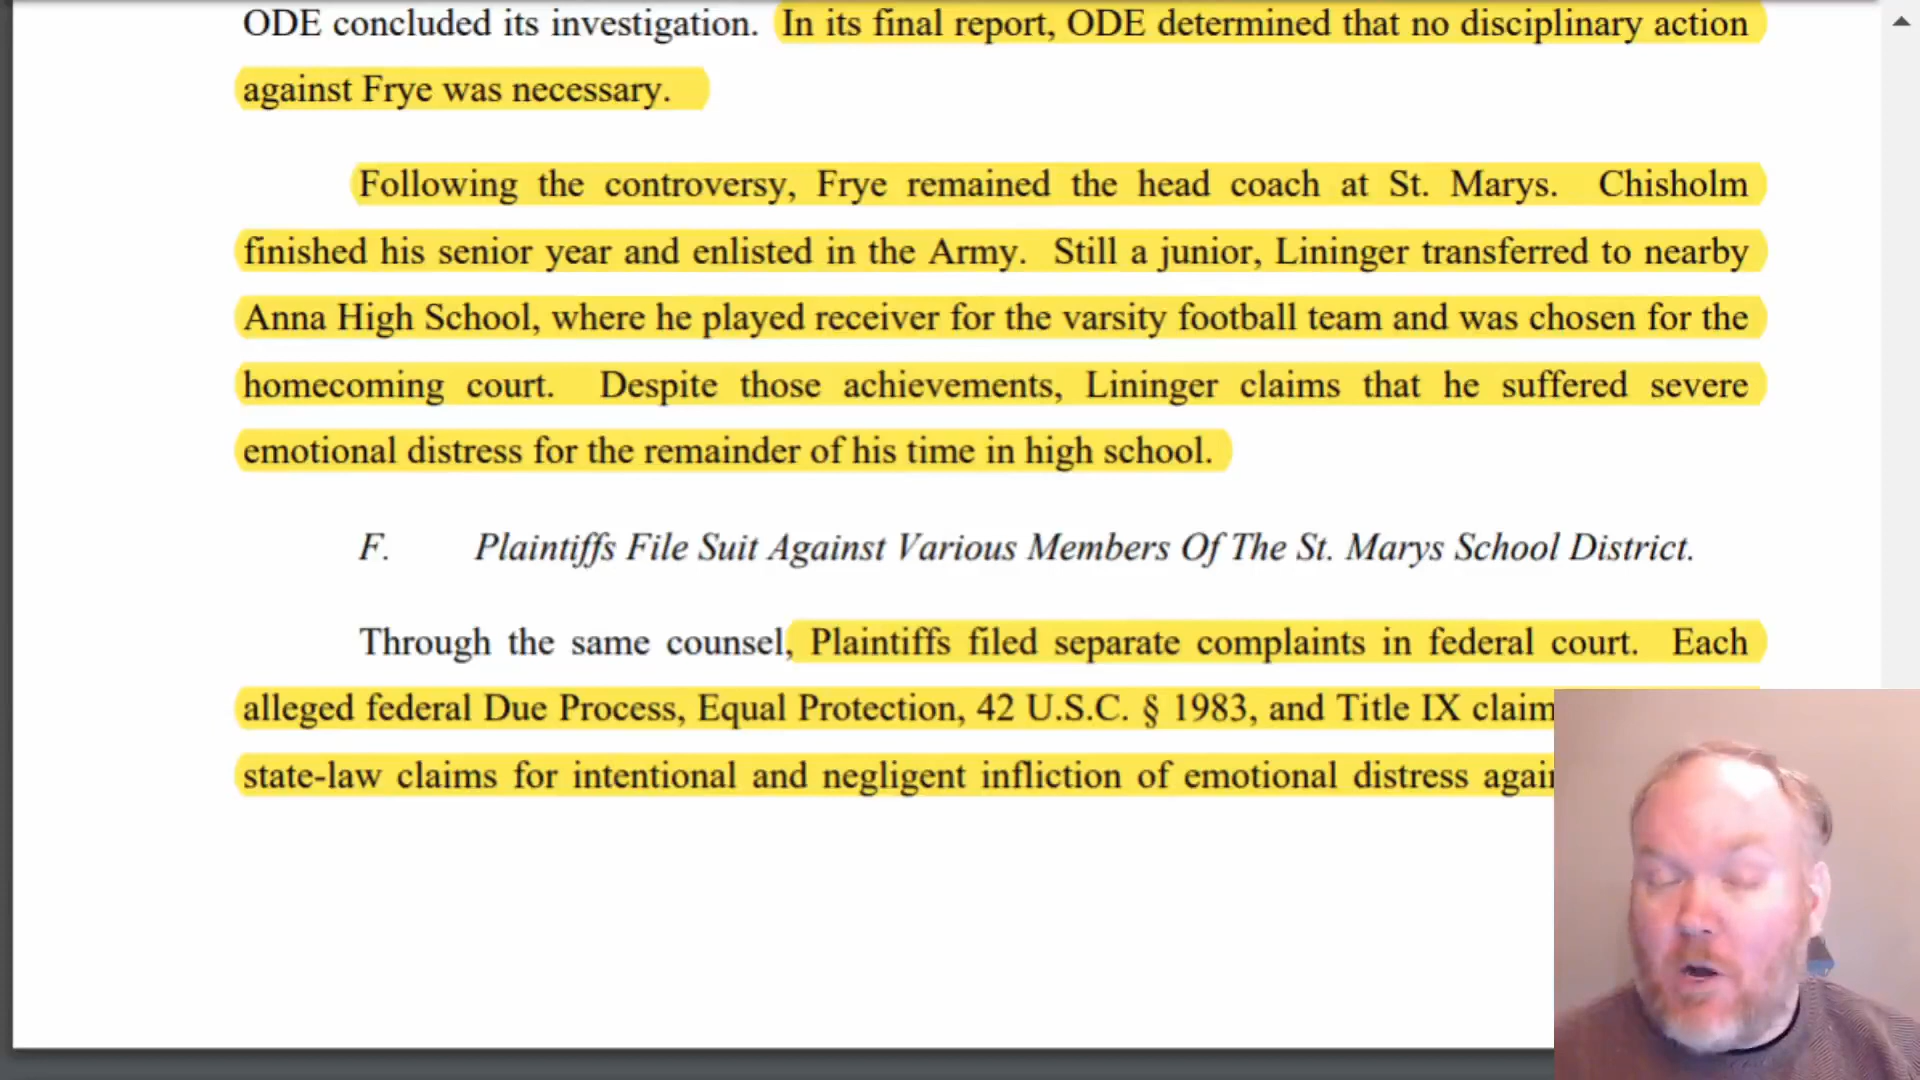 ODE concluded its investigation. In its final report, ODE determined that no disciplinary action
against Frye was necessary.
Following the controversy, Frye remained the head coach at St. Marys. Chisholm
finished his senior year and enlisted in the Army. Still a junior, Lininger transferred to nearby
Anna High School, where he played receiver for the varsity football team and was chosen for the
homecoming court. Despite those achievements, Lininger claims that he suffered severe
emotional distress for the remainder of his time in high school.
F. Plaintiffs File Suit Against Various Members Of The St. Marys School District.
Through the same counsel, Plaintiffs filed separate complaints in federal court. Each
alleged federal Due Process, Equal Protection, 42 U.S.C. § 1983, and Title IX claim
state-law claims for intentional and negligent infliction of emotional distress